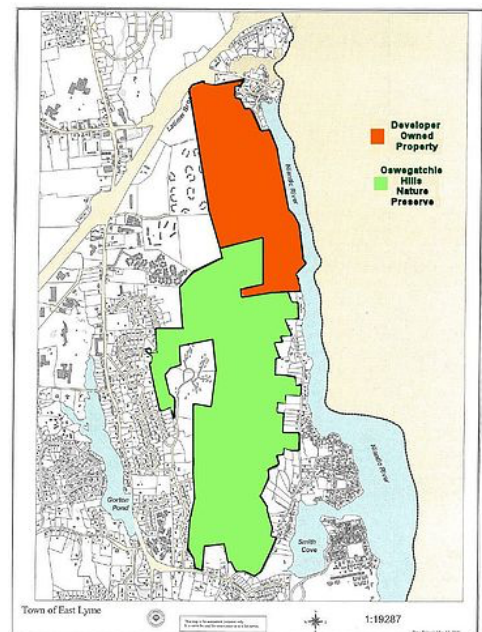 Developer
Owned
Property
Oswegatchie
Hills
Nature
Preserve
Niantic River
Gorton
Pond
Niantic River
Smith
Cove
Town of East Lyme
1:19287